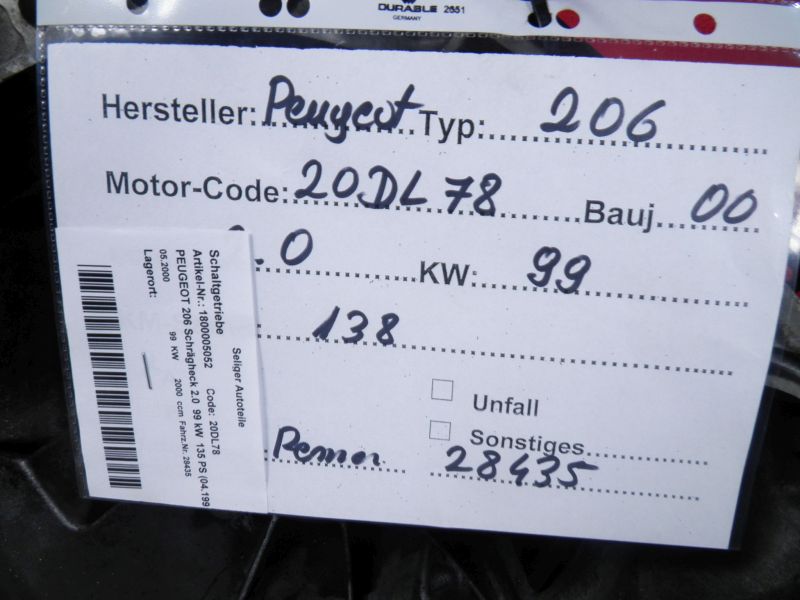 DURABLE 2551
GERMANY
Hersteller: Peugeot Typ: 206
Motor-Code: 20DL78 Bauj. 00
.0 KW: 99
: 138
Unfall
Sonstiges
28435
Seliger Autoteile
Schaltgetriebe
Artikel-Nr.: 1800005052 Code: 20DL78
PEUGEOT 206 Schrägheck 2.0 99 kW 135 PS (04.199
05.2000 99 KW 2000 ccm Fahrz.Nr. 28435
Lagerort: